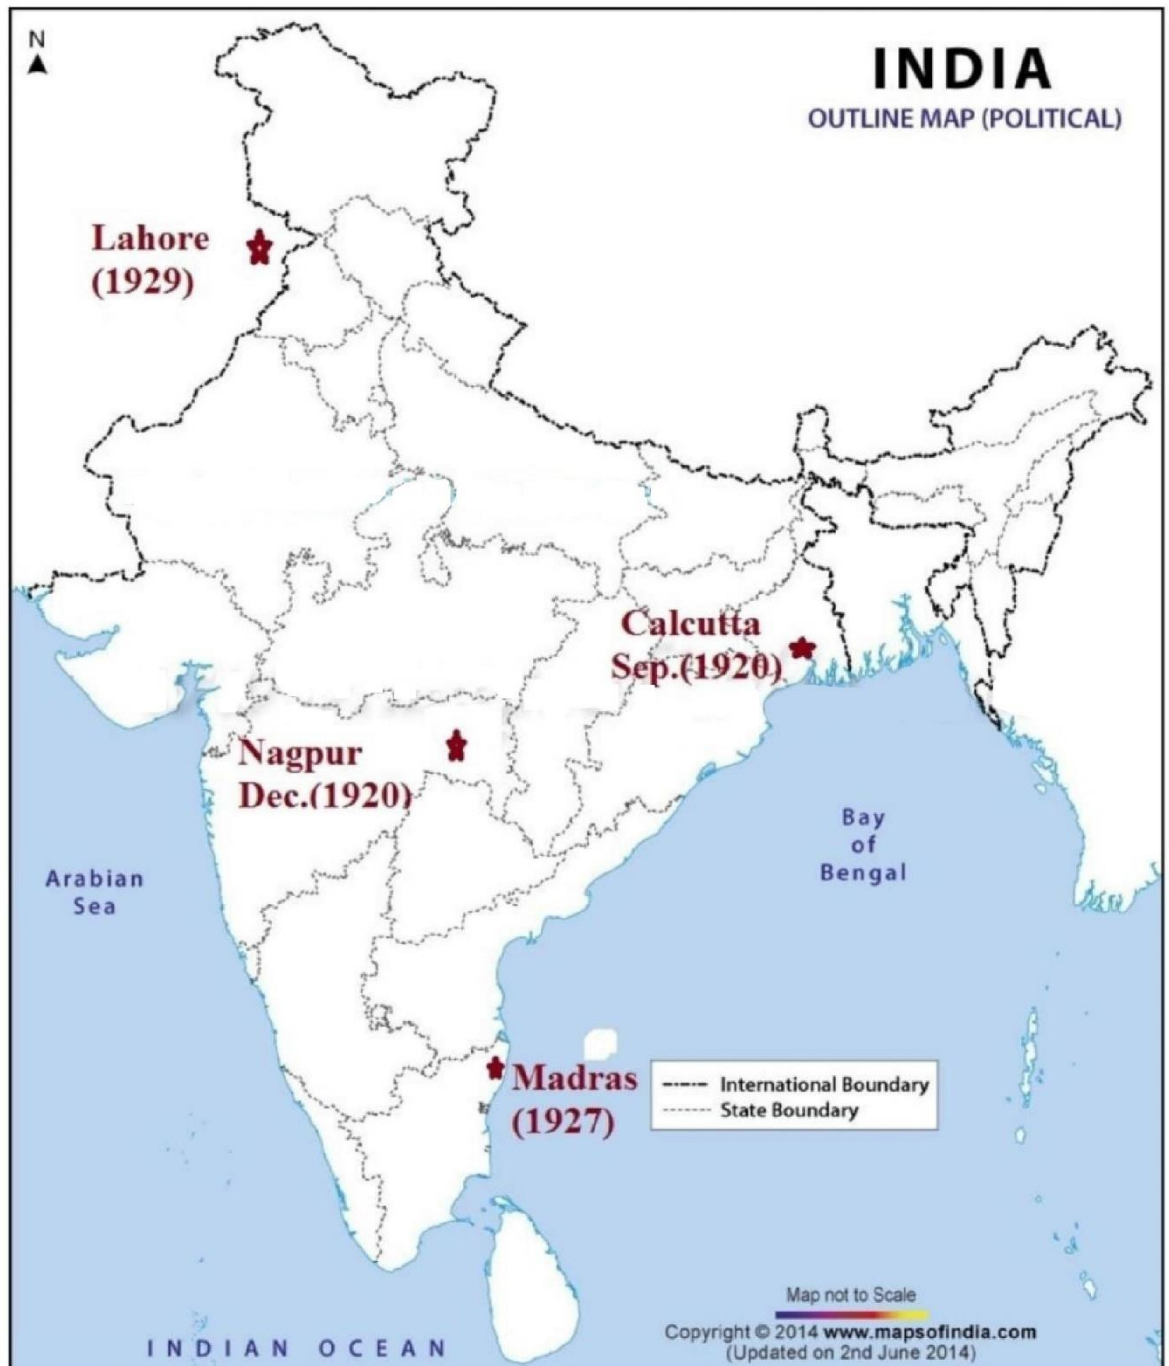 N
INDIA
OUTLINE MAP (POLITICAL)
Lahore
(1929)
Calcutta
Sep.(1920)
Nagpur
Dec.(1920)
Bay
of
Bengal
Arabian
Sea
Madras
(1927)
International Boundary
State Boundary
Map not to Scale
Copyright © 2014 www.mapsofindia.com
(Updated on 2nd June 2014)
INDIAN OCEAN